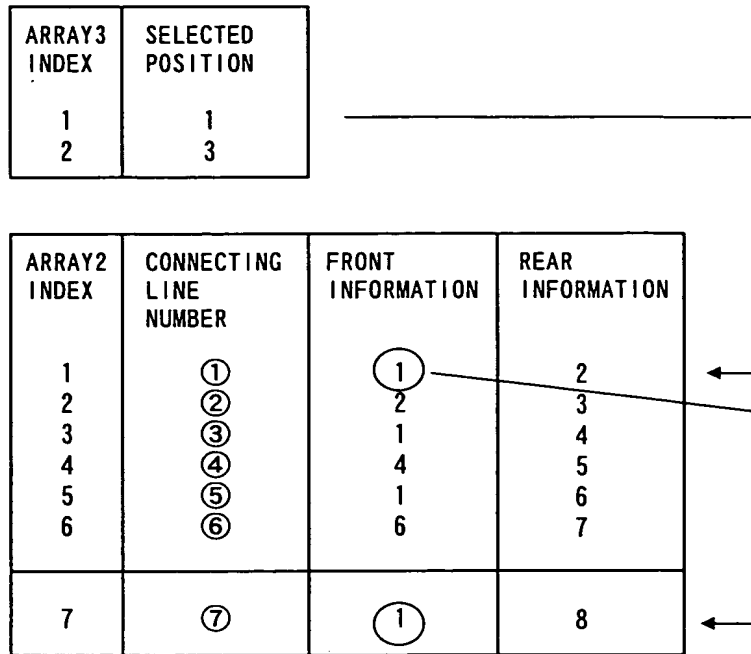 ARRAY3 SELECTED
INDEX POSITION
1 1
2 3
ARRAY2 CONNECTING FRONT REAR
INDEX LINE INFORMATION INFORMATION
NUMBER
1 ① 1 2
2 ② 2 3
3 ③ 1 4
4 ④ 4 5
5 ⑤ 1 6
6 ⑥ 6 7
7 ⑦ 1 8